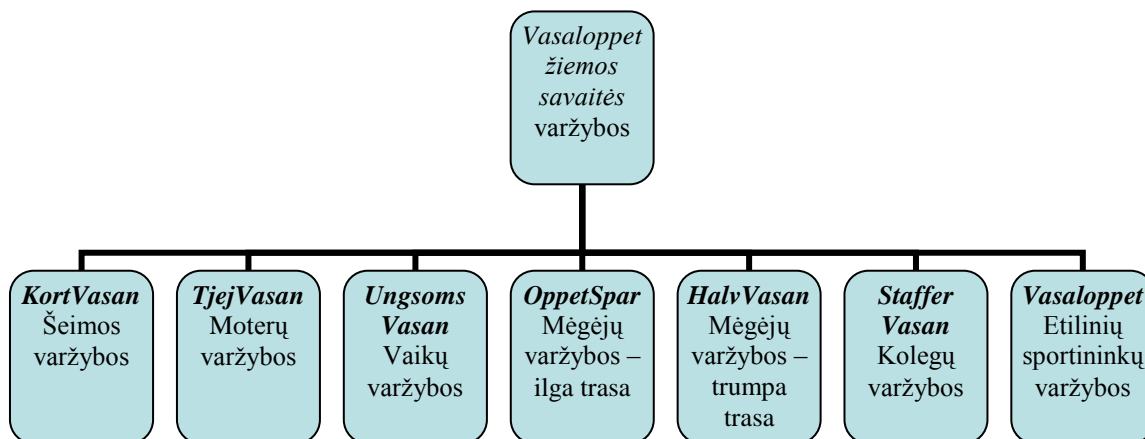 Vasaloppet
žiemos
savaitės
varžybos
KortVasan
Šeimos
varžybos
TjejVasan
Moterų
varžybos
Ungsoms
Vasan
Vaikų
varžybos
OppetSpar
Mėgėjų
varžybos –
ilga trasa
HalvVasan
Mėgėjų
varžybos –
trumpa
trasa
Staffer
Vasan
Kolegų
varžybos
Vasaloppet
Etilinių
sportininkų
varžybos